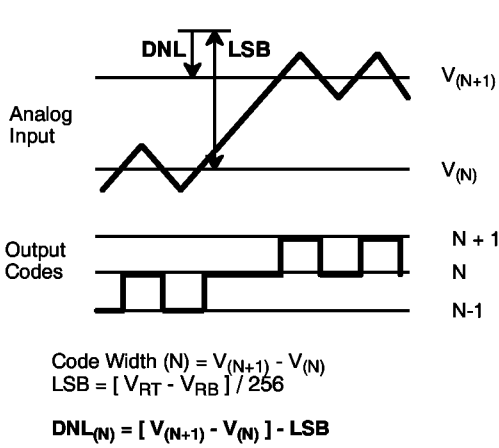 DNL LSB
V(N+1)
Analog
Input
V(N)
N + 1
Output
Codes
N
N-1
Code Width (N) = V(N+1) - V(N)
LSB = [ VRT - VRB ] / 256
DNL(N) = [ V(N+1) - V(N) ] - LSB